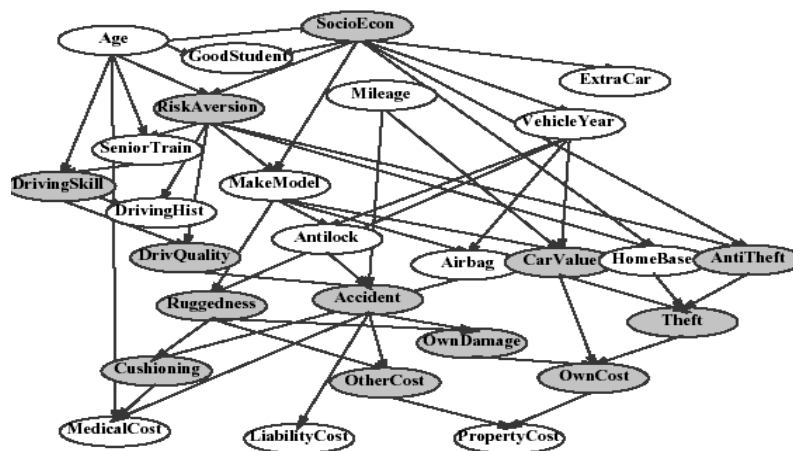 SocioEcon
Age
GoodStudent
ExtraCar
Mileage
RiskAversion
VehicleYear
SeniorTrain
DrivingSkill
MakeModel
DrivingHist
Antilock
DrivQuality
Airbag
CarValue
HomeBase
AntiTheft
Ruggedness
Accident
Theft
OwnDamage
Cushioning
OtherCost
OwnCost
MedicalCost
LiabilityCost
PropertyCost